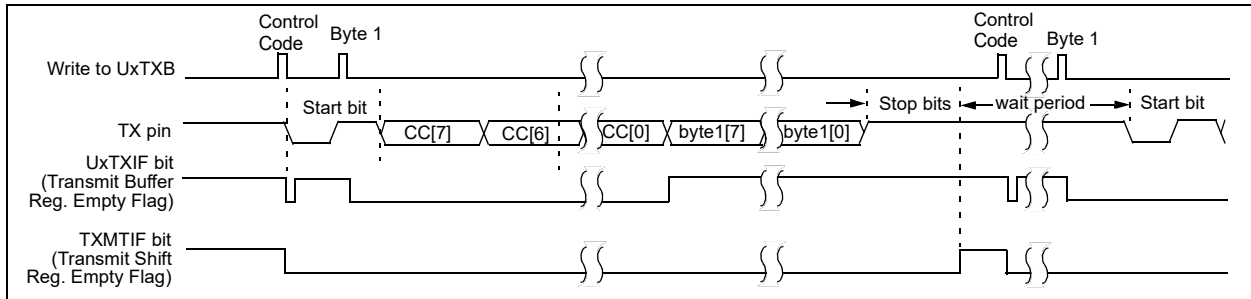 Control
Code
Byte 1
Control
Code
Byte 1
Write to UxTXB
Start bit
Stop bits
wait period
Start bit
TX pin
CC[7]
CC[6]
CC[0]
byte1[7]
byte1[0]
UxTXIF bit
(Transmit Buffer
Reg. Empty Flag)
TXMTIF bit
(Transmit Shift
Reg. Empty Flag)